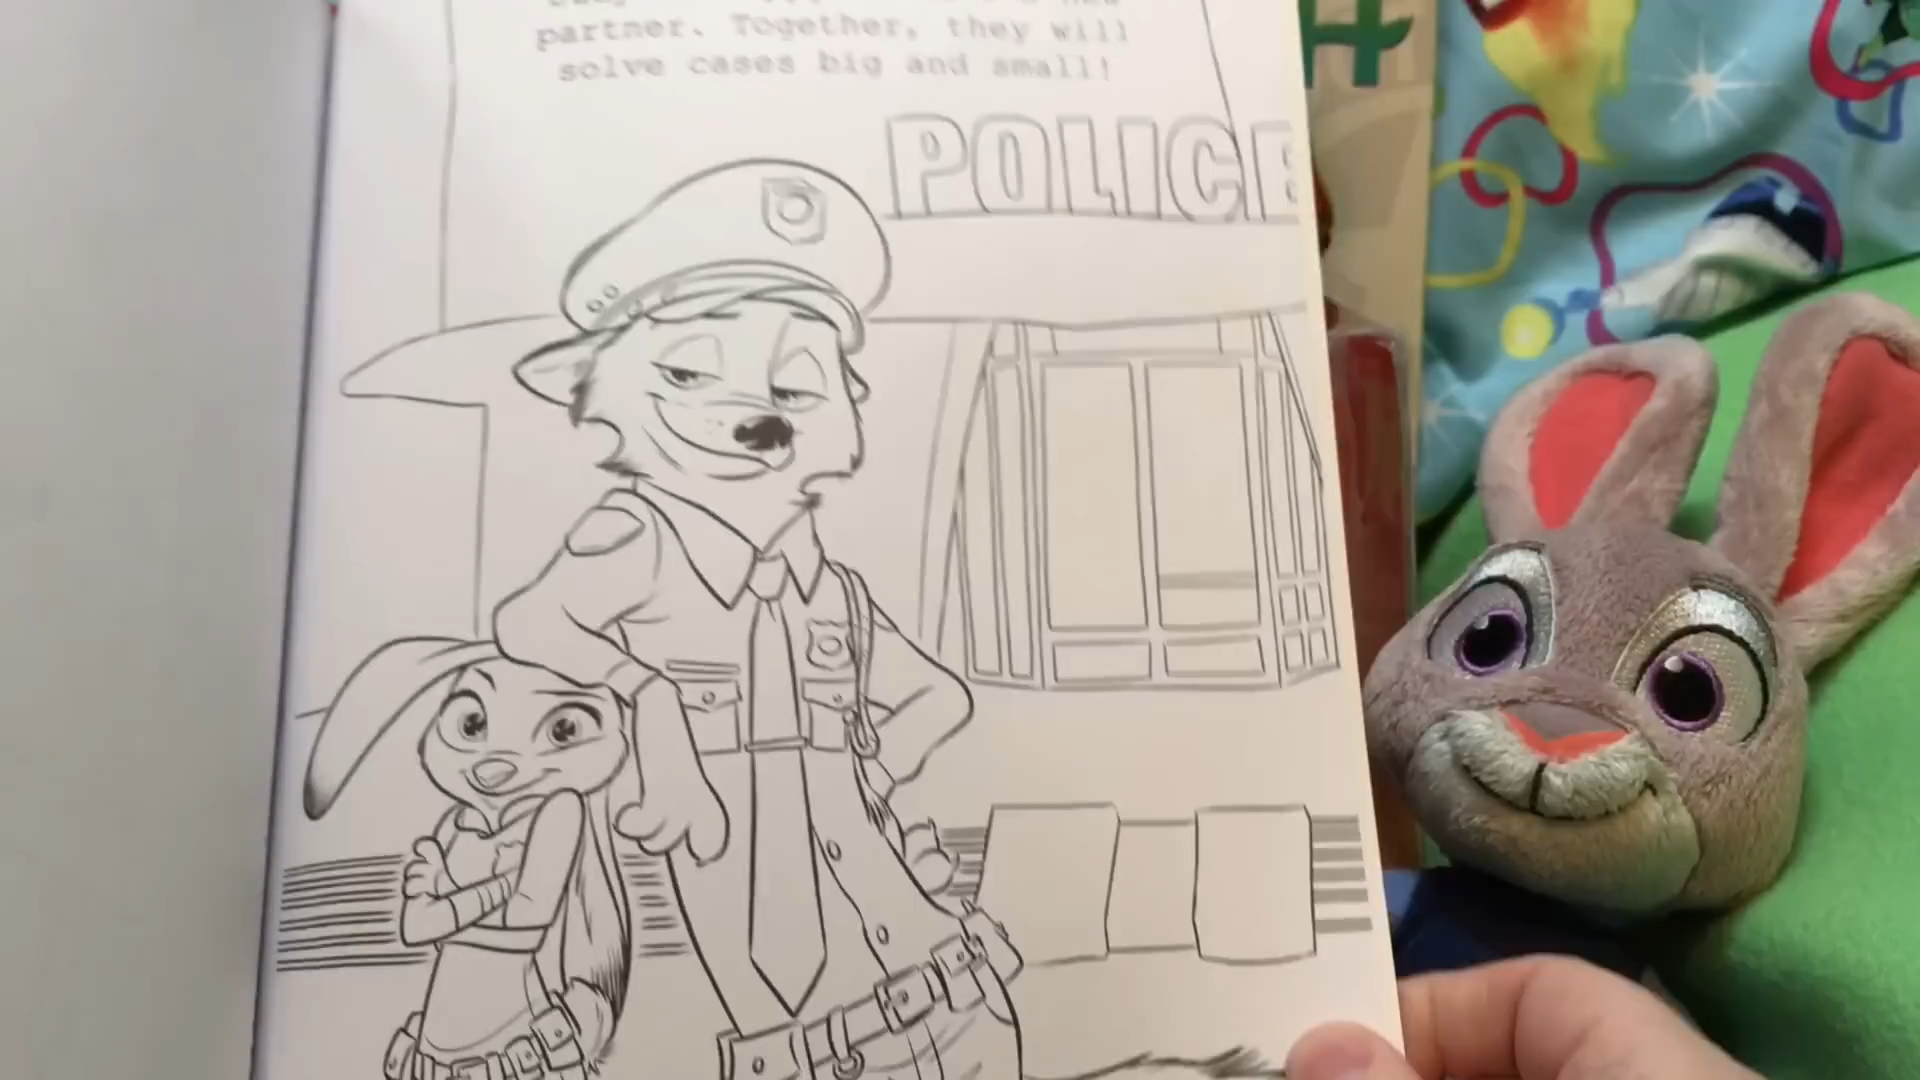 partner. Together, they will
solve cases big and small!
POLICE
H